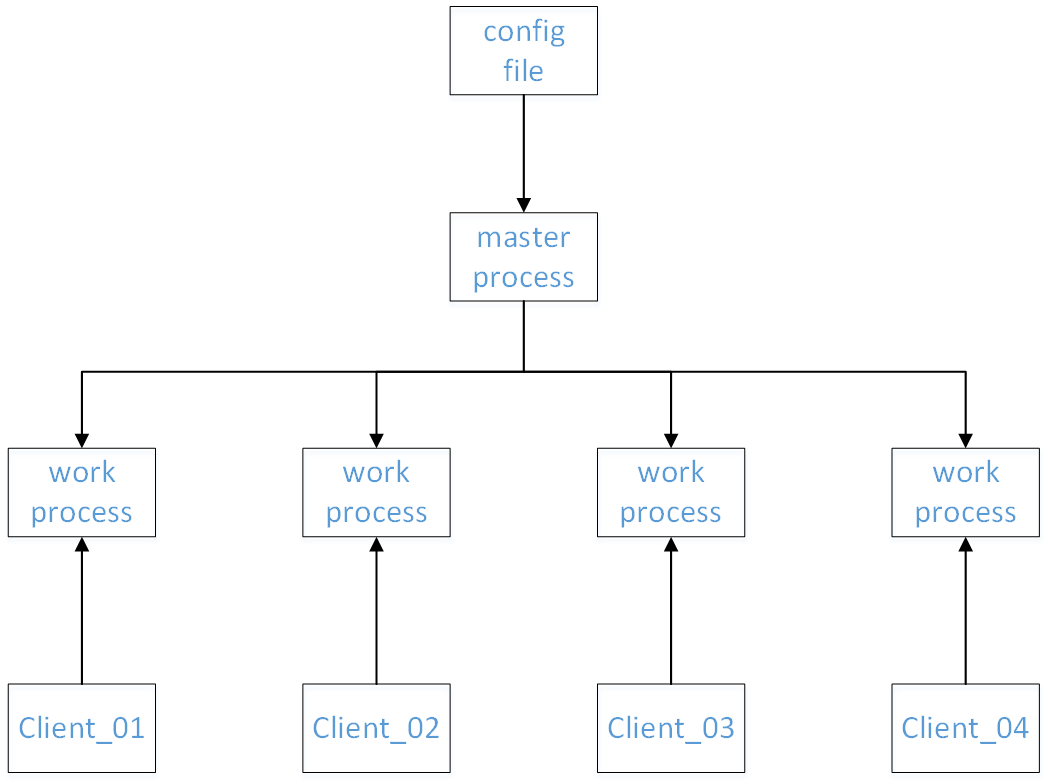 config
file
master
process
work
process
work
process
work
process
work
process
Client_01
Client_02
Client_03
Client_04